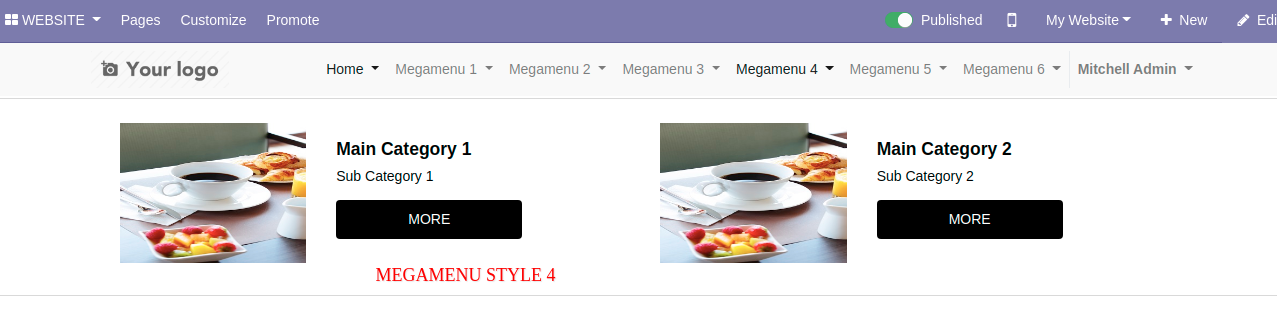 WEBSITE Pages Customize Promote Published My Website New Edi
Your logo Home Megamenu 1 Megamenu 2 Megamenu 3 Megamenu 4 Megamenu 5 Megamenu 6 Mitchell Admin
Main Category 1
Sub Category 1
MORE
Main Category 2
Sub Category 2
MORE
MEGAMENU STYLE 4